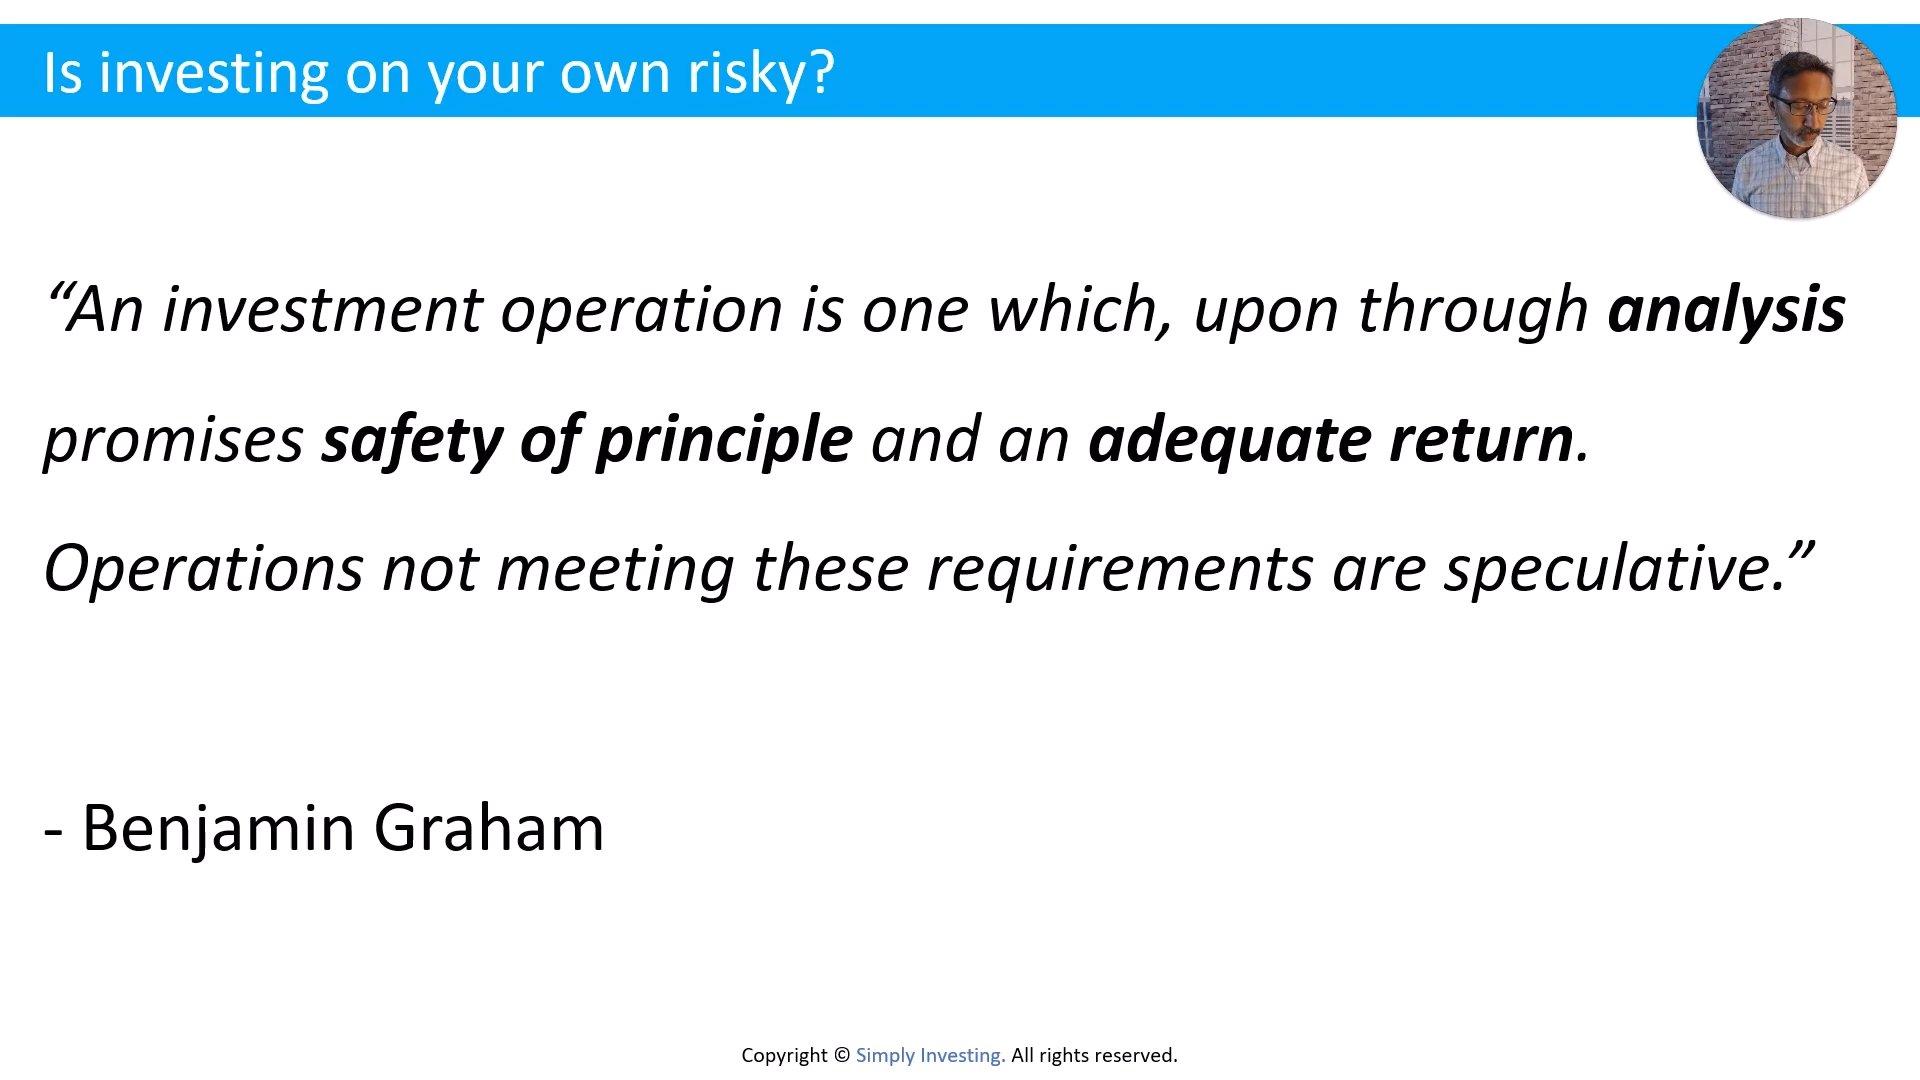 Is investing on your own risky?
“An investment operation is one which, upon through analysis
promises safety of principle and an adequate return.
Operations not meeting these requirements are speculative.”
- Benjamin Graham
Copyright © Simply Investing. All rights reserved.